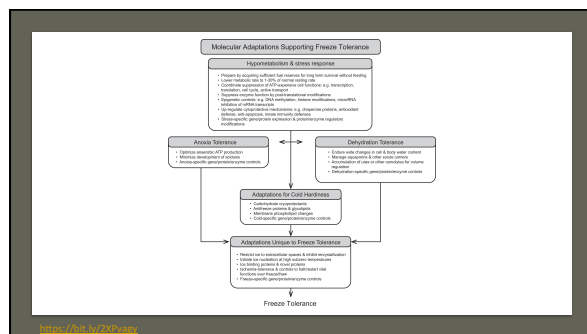 Molecular Adaptations Supporting Freeze Tolerance
Hypometabolism & stress response
• Prepare by acquiring sufficient fuel reserves for long term survival without feeding
• Lower metabolic rate to 1-30% of normal resting rate
• Coordinate suppression of ATP-expensive cell functions: e.g. transcription,
translation, cell cycle, active transport
• Suppress enzyme function by post-translational modifications
• Epigenetic controls: e.g. DNA methylation, histone modifications, microRNA
inhibition of mRNA transcripts
• Up-regulate cytoprotective mechanisms: e.g. chaperone proteins, antioxidant
defense, anti-apoptosis, innate immunity defenses
• Stress-specific gene/protein expression & protein/enzyme regulatory
modifications
Anoxia Tolerance
• Optimize anaerobic ATP production
• Minimize development of acidosis
• Anoxia-specific gene/protein/enzyme controls
Dehydration Tolerance
• Endure wide changes in cell & body water content
• Manage aquaporins & other solute carriers
• Accumulation of urea or other osmolytes for volume
regulation
• Dehydration-specific gene/protein/enzyme controls
Adaptations for Cold Hardiness
• Carbohydrate cryoprotectants
• Antifreeze proteins & glycolipids
• Membrane phospholipid changes
• Cold-specific gene/protein/enzyme controls
Adaptations Unique to Freeze Tolerance
• Restrict ice to extracellular spaces & inhibit recrystallization
• Initiate ice nucleation at high subzero temperatures
• Ice binding proteins & novel proteins
• Ischemia-tolerance & controls to halt/restart vital
functions over freeze/thaw
• Freeze-specific gene/protein/enzyme controls
Freeze Tolerance
https://bit.ly/2XPvagy